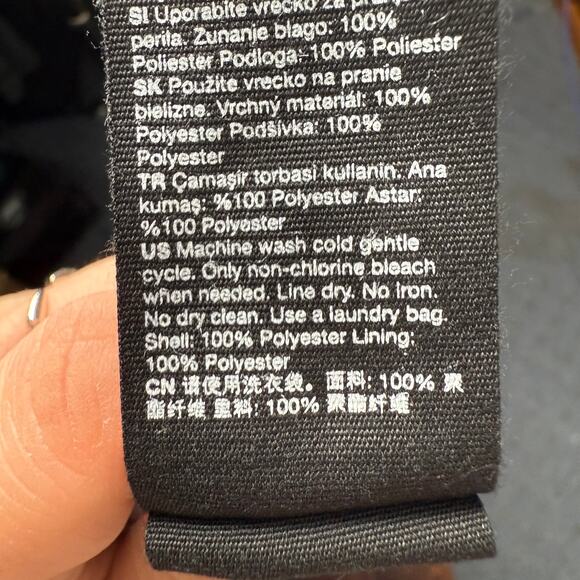 SI Uporabite vrečko za pranje
perila. Zunanje blago: 100%
Poliester Podloga: 100% Poliester
SK Použite vrecko na pranie
bielizne. Vrchný materiál: 100%
Polyester Podšívka: 100%
Polyester
TR Çamaşir torbasi kullanin. Ana
kumaş: %100 Polyester Astar:
%100 Polyester
US Machine wash cold gentle
cycle. Only non-chlorine bleach
when needed. Line dry. No Iron.
No dry clean. Use a laundry bag.
Shell: 100% Polyester Lining:
100% Polyester
CN 请使用洗衣袋。面料: 100% 聚
酯纤维 里料: 100% 聚酯纤维